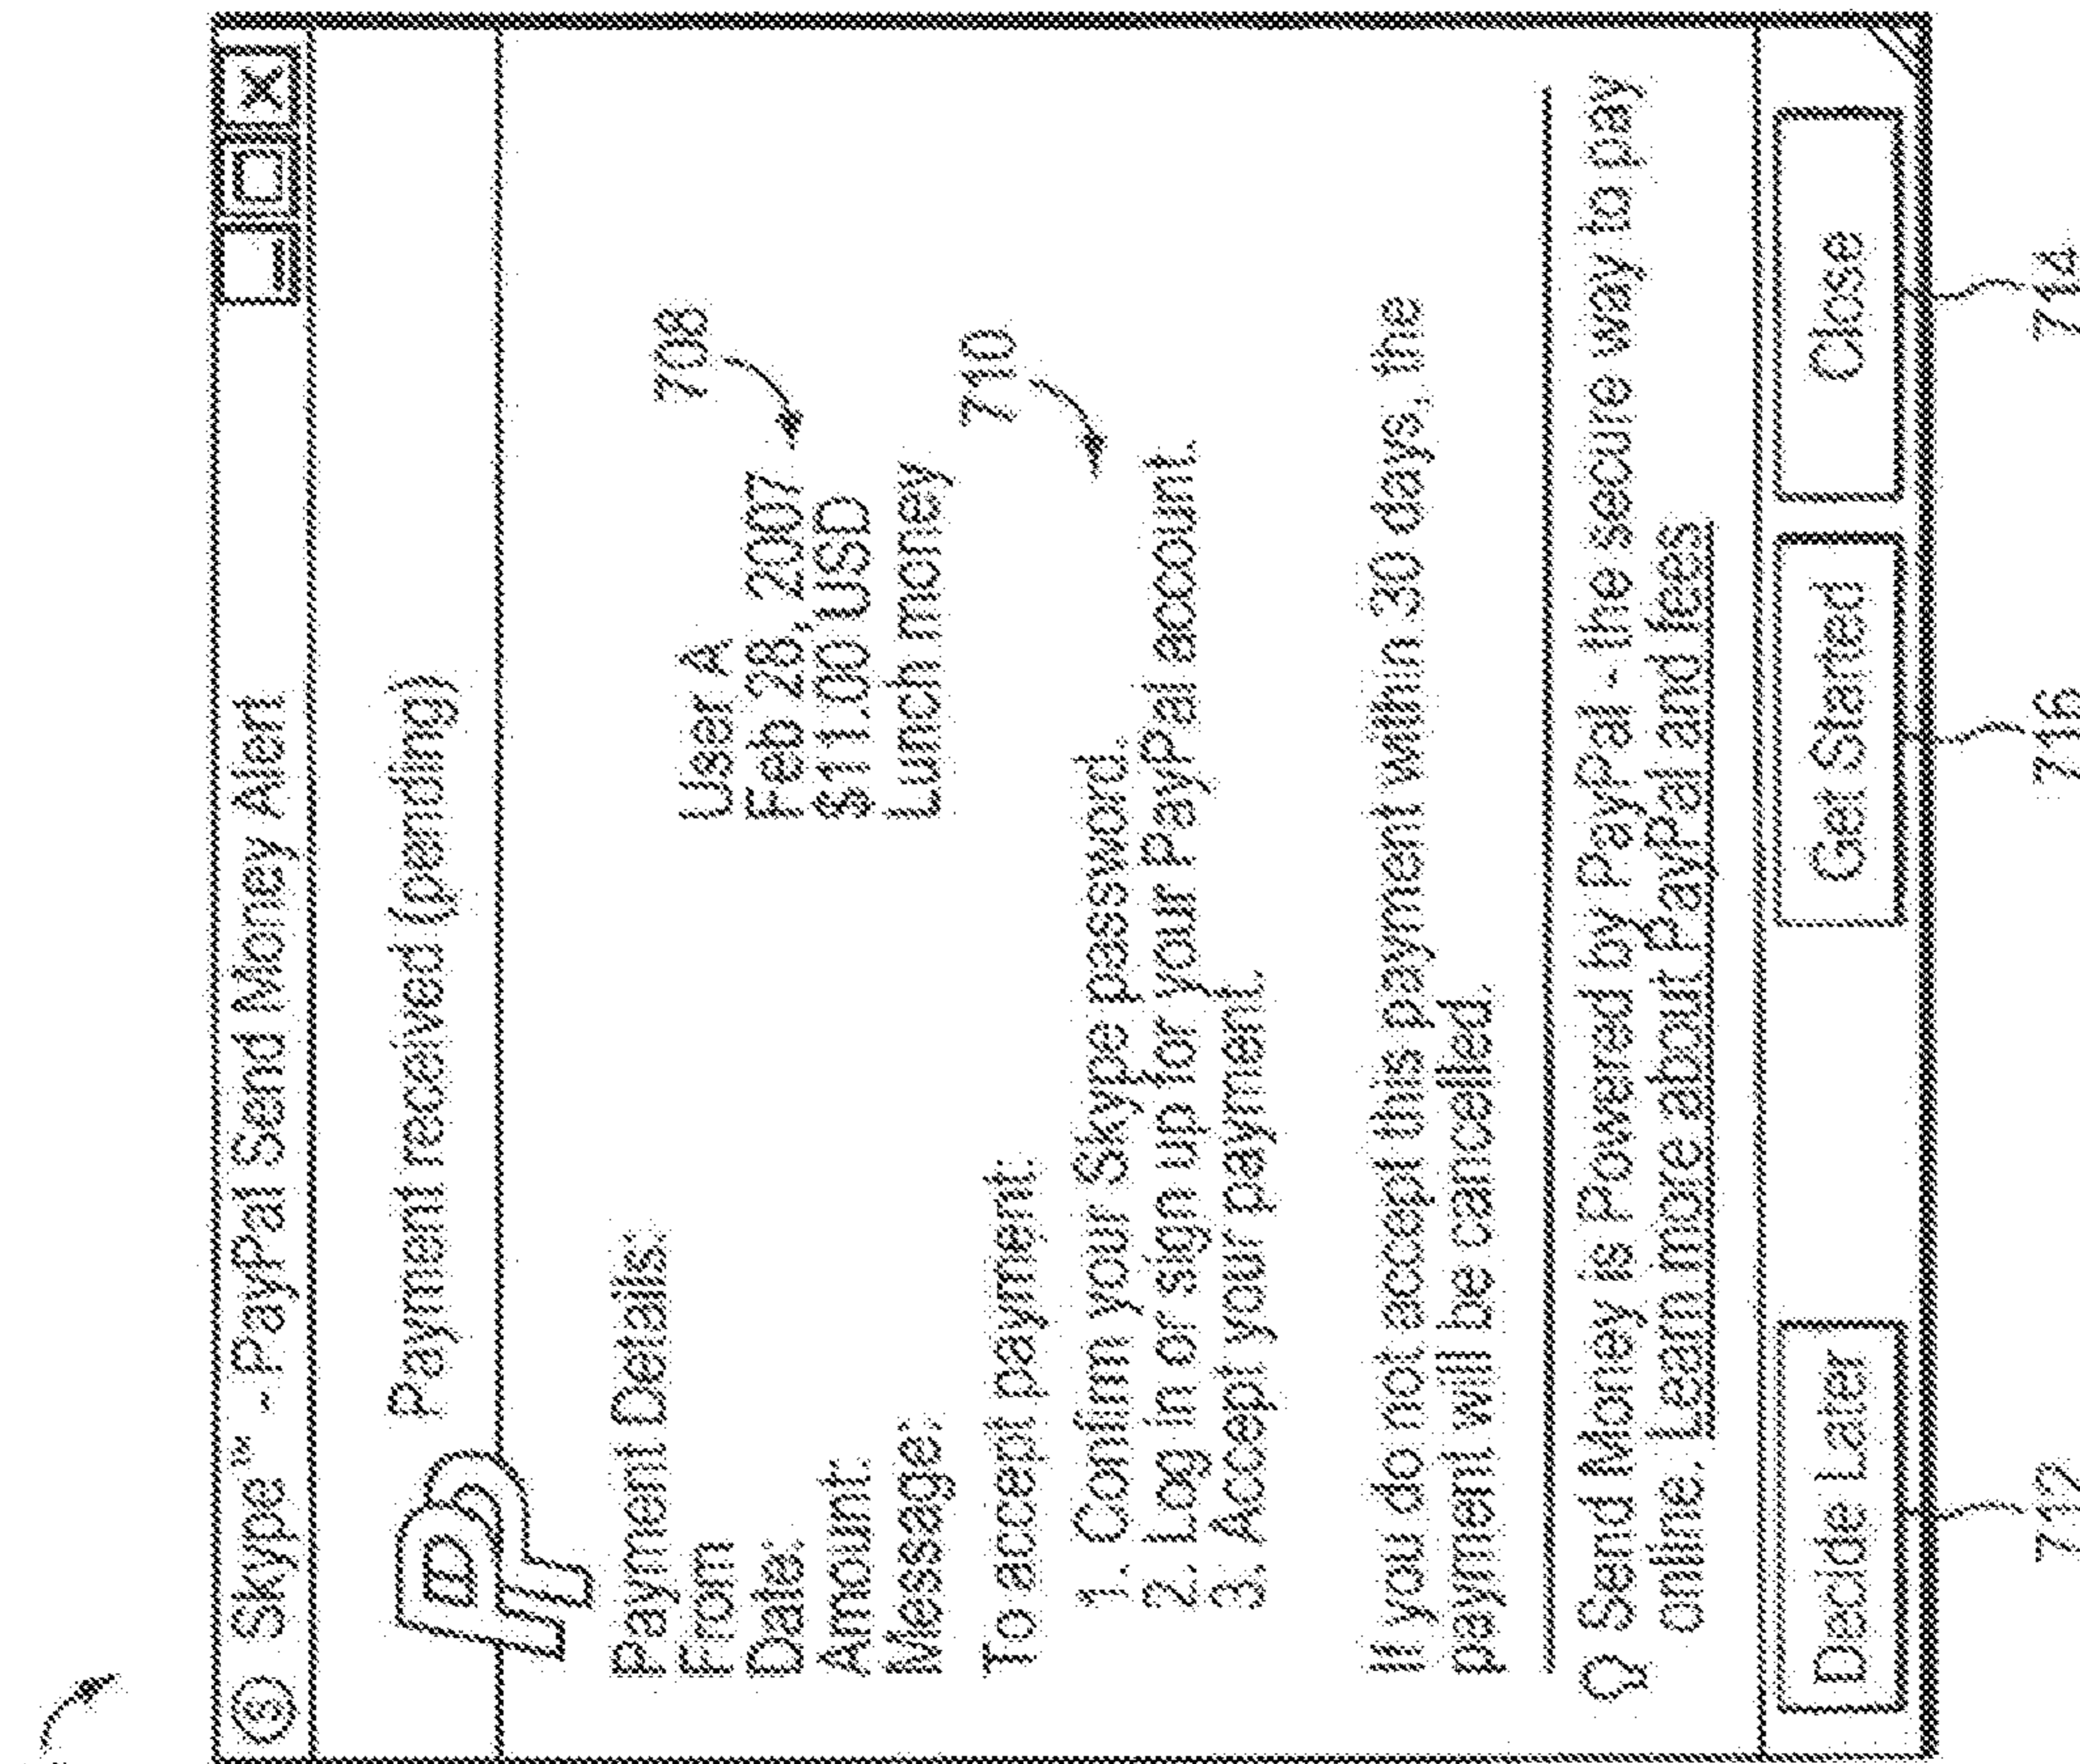 Skype™ - PayPal Send Money Alert
Payment received (pending)
Payment Details:
From User A
708
Date: Feb 28, 2007
Amount: $11.00 USD
Message: Lunch money
To accept payment:
710
1. Confirm your Skype password.
2. Log in or sign up for your PayPal account.
3. Accept your payment.
If you do not accept this payment within 30 days, the
payment will be cancelled.
Send Money is Powered by PayPal - the secure way to pay
online. Learn more about PayPal and fees
Decide Later Get Started Close
712 716 714